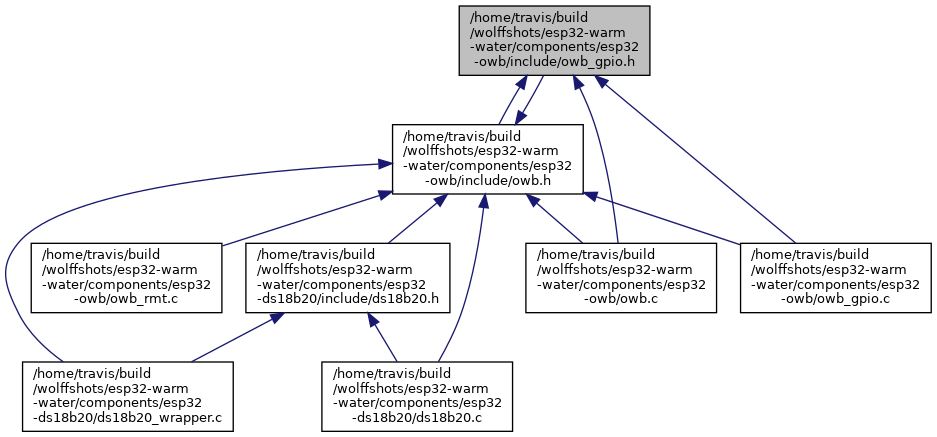 /home/travis/build
/wolffshots/esp32-warm
-water/components/esp32
-owb/include/owb_gpio.h
/home/travis/build
/wolffshots/esp32-warm
-water/components/esp32
-owb/include/owb.h
/home/travis/build
/wolffshots/esp32-warm
-water/components/esp32
-owb/owb_rmt.c
/home/travis/build
/wolffshots/esp32-warm
-water/components/esp32
-ds18b20/include/ds18b20.h
/home/travis/build
/wolffshots/esp32-warm
-water/components/esp32
-owb/owb.c
/home/travis/build
/wolffshots/esp32-warm
-water/components/esp32
-owb/owb_gpio.c
/home/travis/build
/wolffshots/esp32-warm
-water/components/esp32
-ds18b20/ds18b20_wrapper.c
/home/travis/build
/wolffshots/esp32-warm
-water/components/esp32
-ds18b20/ds18b20.c